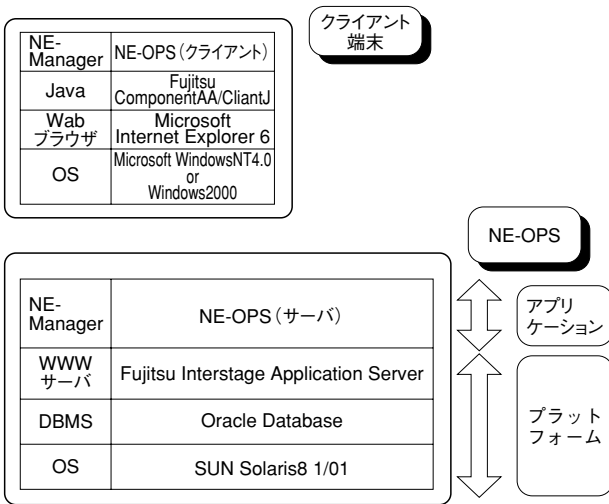 クライアント
端末
NE-
Manager
NE-OPS（クライアント）
Java
Fujitsu
ComponentAA/CliantJ
Wab
ブラウザ
Microsoft
Internet Explorer 6
OS
Microsoft WindowsNT4.0
or
Windows2000
NE-OPS
NE-
Manager
NE-OPS（サーバ）
アプリ
ケーション
WWW
サーバ
Fujitsu Interstage Application Server
DBMS
Oracle Database
プラット
フォーム
OS
SUN Solaris8 1/01